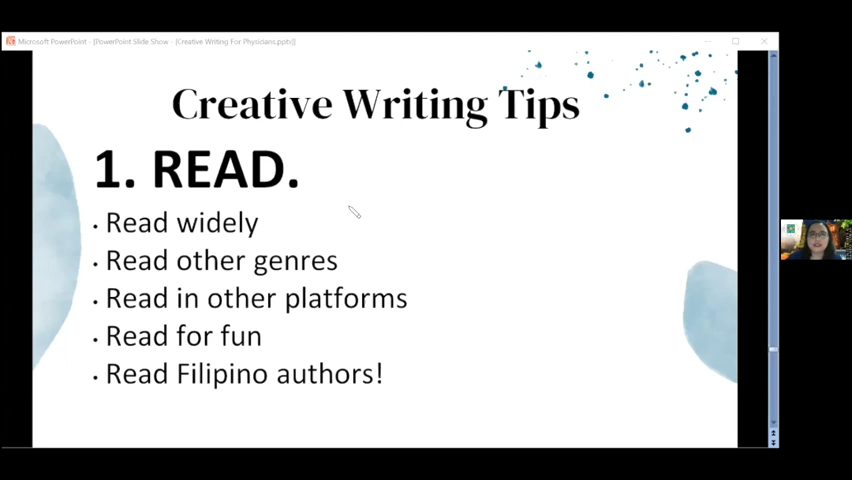 Microsoft PowerPoint - [PowerPoint Slide Show - [Creative Writing For Physicians.pptx]
Creative Writing Tips
1. READ.
• Read widely
• Read other genres
• Read in other platforms
• Read for fun
• Read Filipino authors!